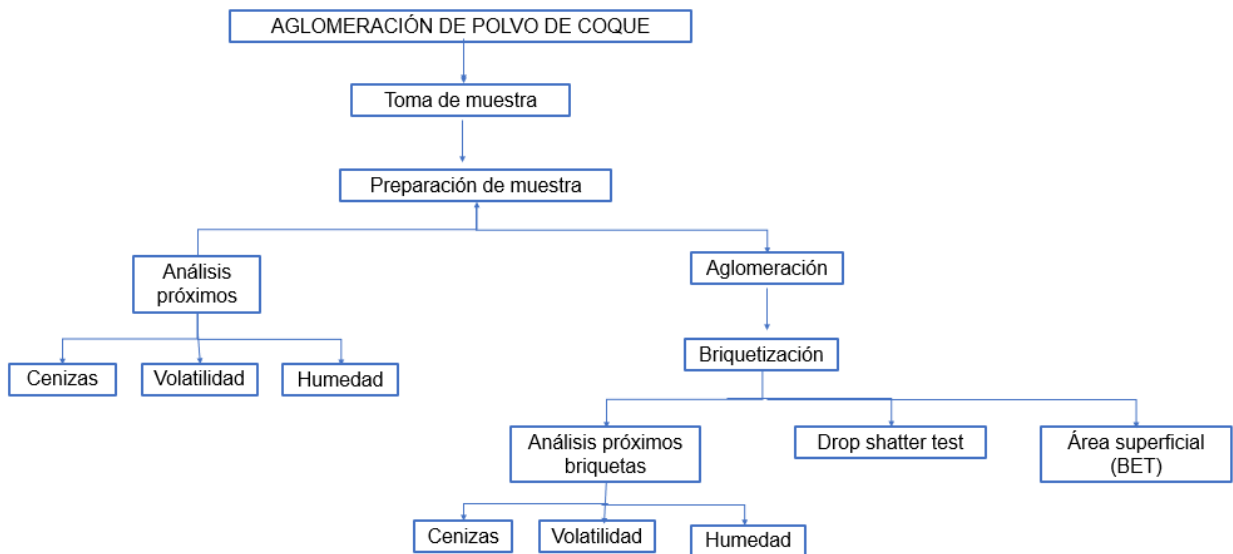 AGLOMERACIÓN DE POLVO DE COQUE
Toma de muestra
Preparación de muestra
Análisis
próximos
Aglomeración
Cenizas
Volatilidad
Humedad
Briquetización
Análisis próximos
briquetas
Drop shatter test
Área superficial
(BET)
Cenizas
Volatilidad
Humedad